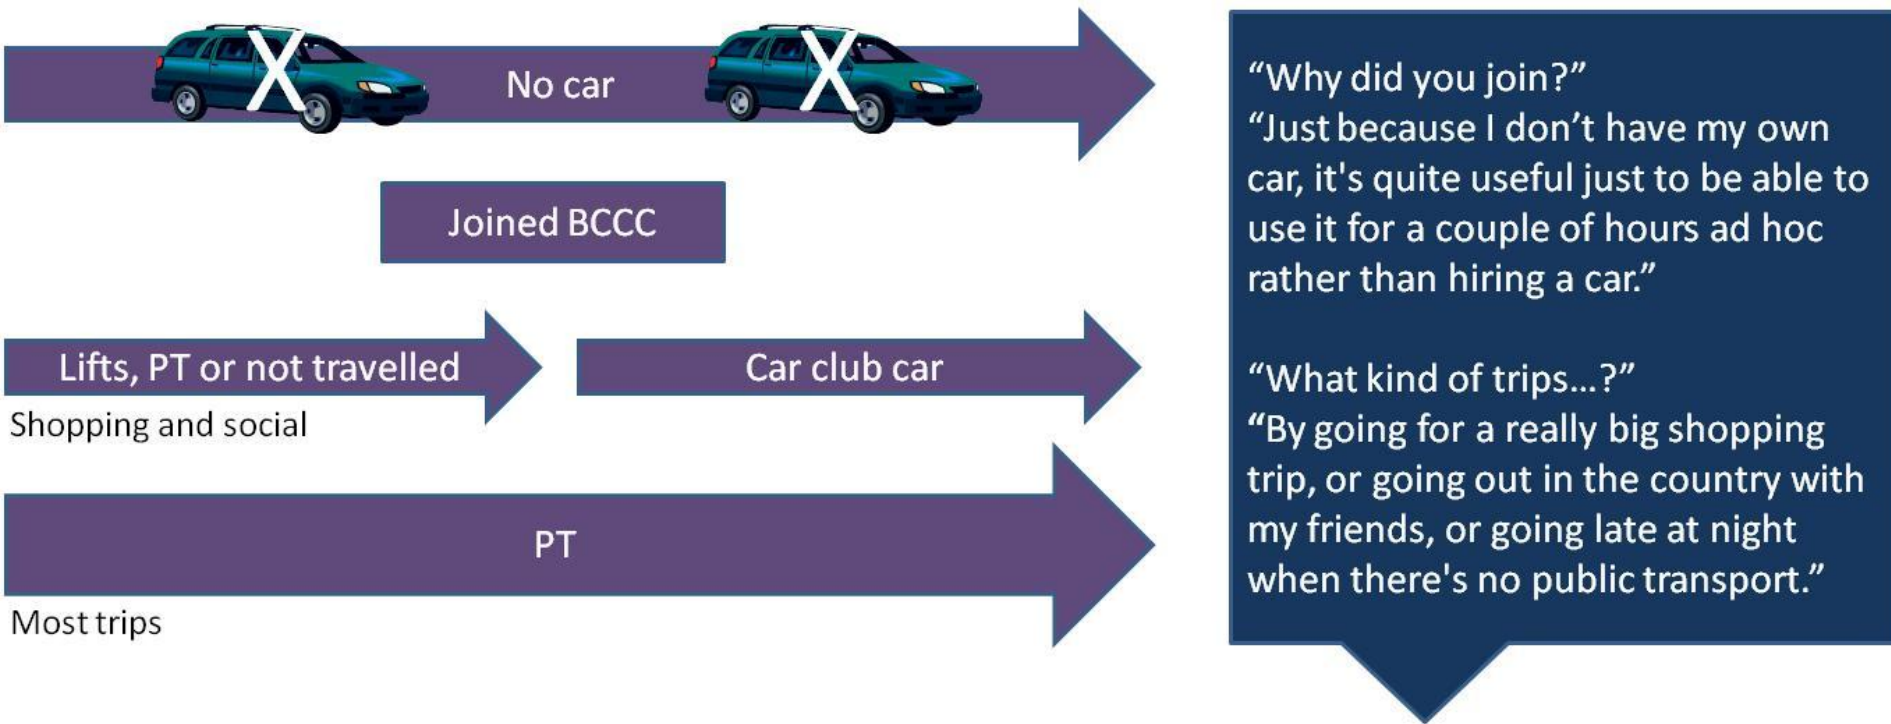 X
No car
X
Joined BCCC
Lifts, PT or not travelled
Car club car
Shopping and social
PT
Most trips
“Why did you join?”
“Just because I don’t have my own
car, it's quite useful just to be able to
use it for a couple of hours ad hoc
rather than hiring a car.”
“What kind of trips…?”
“By going for a really big shopping
trip, or going out in the country with
my friends, or going late at night
when there's no public transport.”